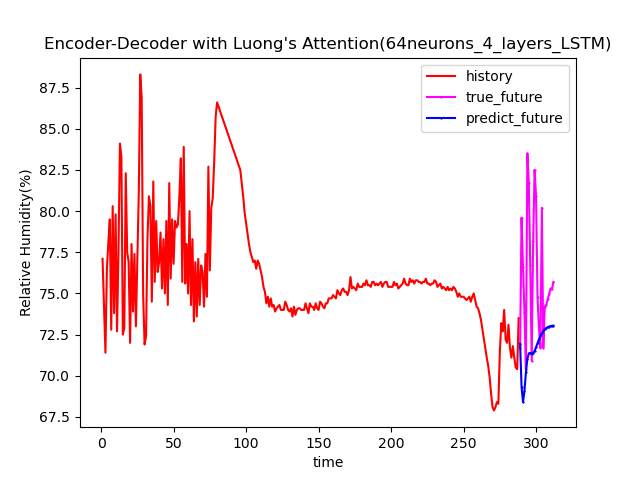 Encoder-Decoder with Luong's Attention(64neurons_4_layers_LSTM)
history
true_future
predict_future
Relative Humidity(%)
87.5
85.0
82.5
80.0
77.5
75.0
72.5
70.0
67.5
0 50 100 150 200 250 300
time